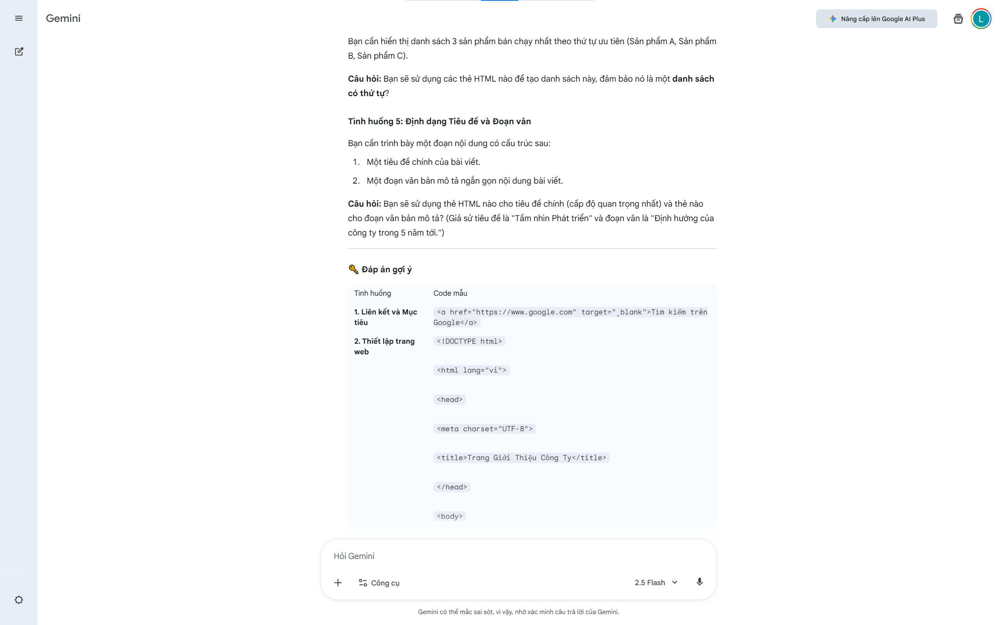 Gemini
Nâng cấp lên Google AI Plus
L
Bạn cần hiển thị danh sách 3 sản phẩm bán chạy nhất theo thứ tự ưu tiên (Sản phẩm A, Sản phẩm
B, Sản phẩm C).
Câu hỏi: Bạn sẽ sử dụng các thẻ HTML nào để tạo danh sách này, đảm bảo nó là một danh sách
có thứ tự?
Tình huống 5: Định dạng Tiêu đề và Đoạn văn
Bạn cần trình bày một đoạn nội dung có cấu trúc sau:
1. Một tiêu đề chính của bài viết.
2. Một đoạn văn bản mô tả ngắn gọn nội dung bài viết.
Câu hỏi: Bạn sẽ sử dụng thẻ HTML nào cho tiêu đề chính (cấp độ quan trọng nhất) và thẻ nào
cho đoạn văn bản mô tả? (Giả sử tiêu đề là "Tầm nhìn Phát triển" và đoạn văn là "Định hướng của
công ty trong 5 năm tới.")
Đáp án gợi ý
Tình huống Code mẫu
1. Liên kết và Mục
tiêu
<a href="https://www.google.com" target="_blank">Tìm kiếm trên
Google</a>
2. Thiết lập trang
web
<!DOCTYPE html>
<html lang="vi">
<head>
<meta charset="UTF-8">
<title>Trang Giới Thiệu Công Ty</title>
</head>
<body>
Hỏi Gemini
Công cụ
2.5 Flash
Gemini có thể mắc sai sót, vì vậy, nhớ xác minh câu trả lời của Gemini.